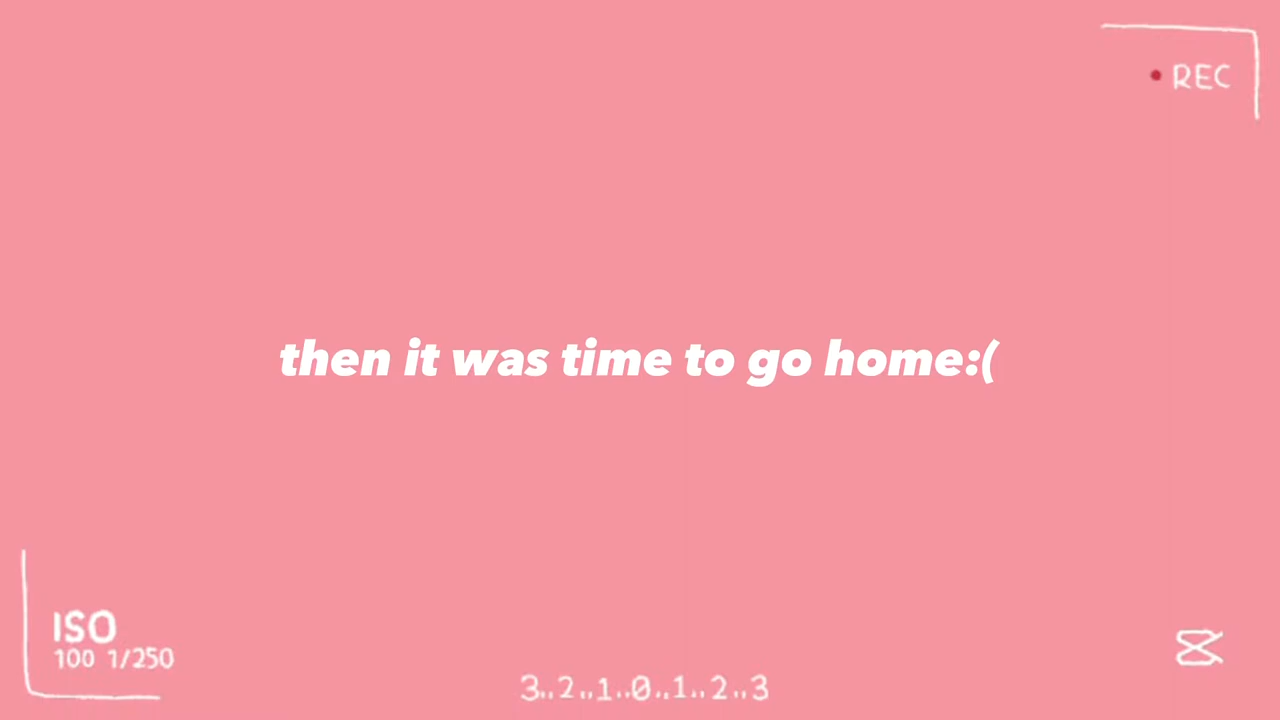 REC
then it was time to go home:(
ISO
100 1/250
3..2..1..0..1..2..3